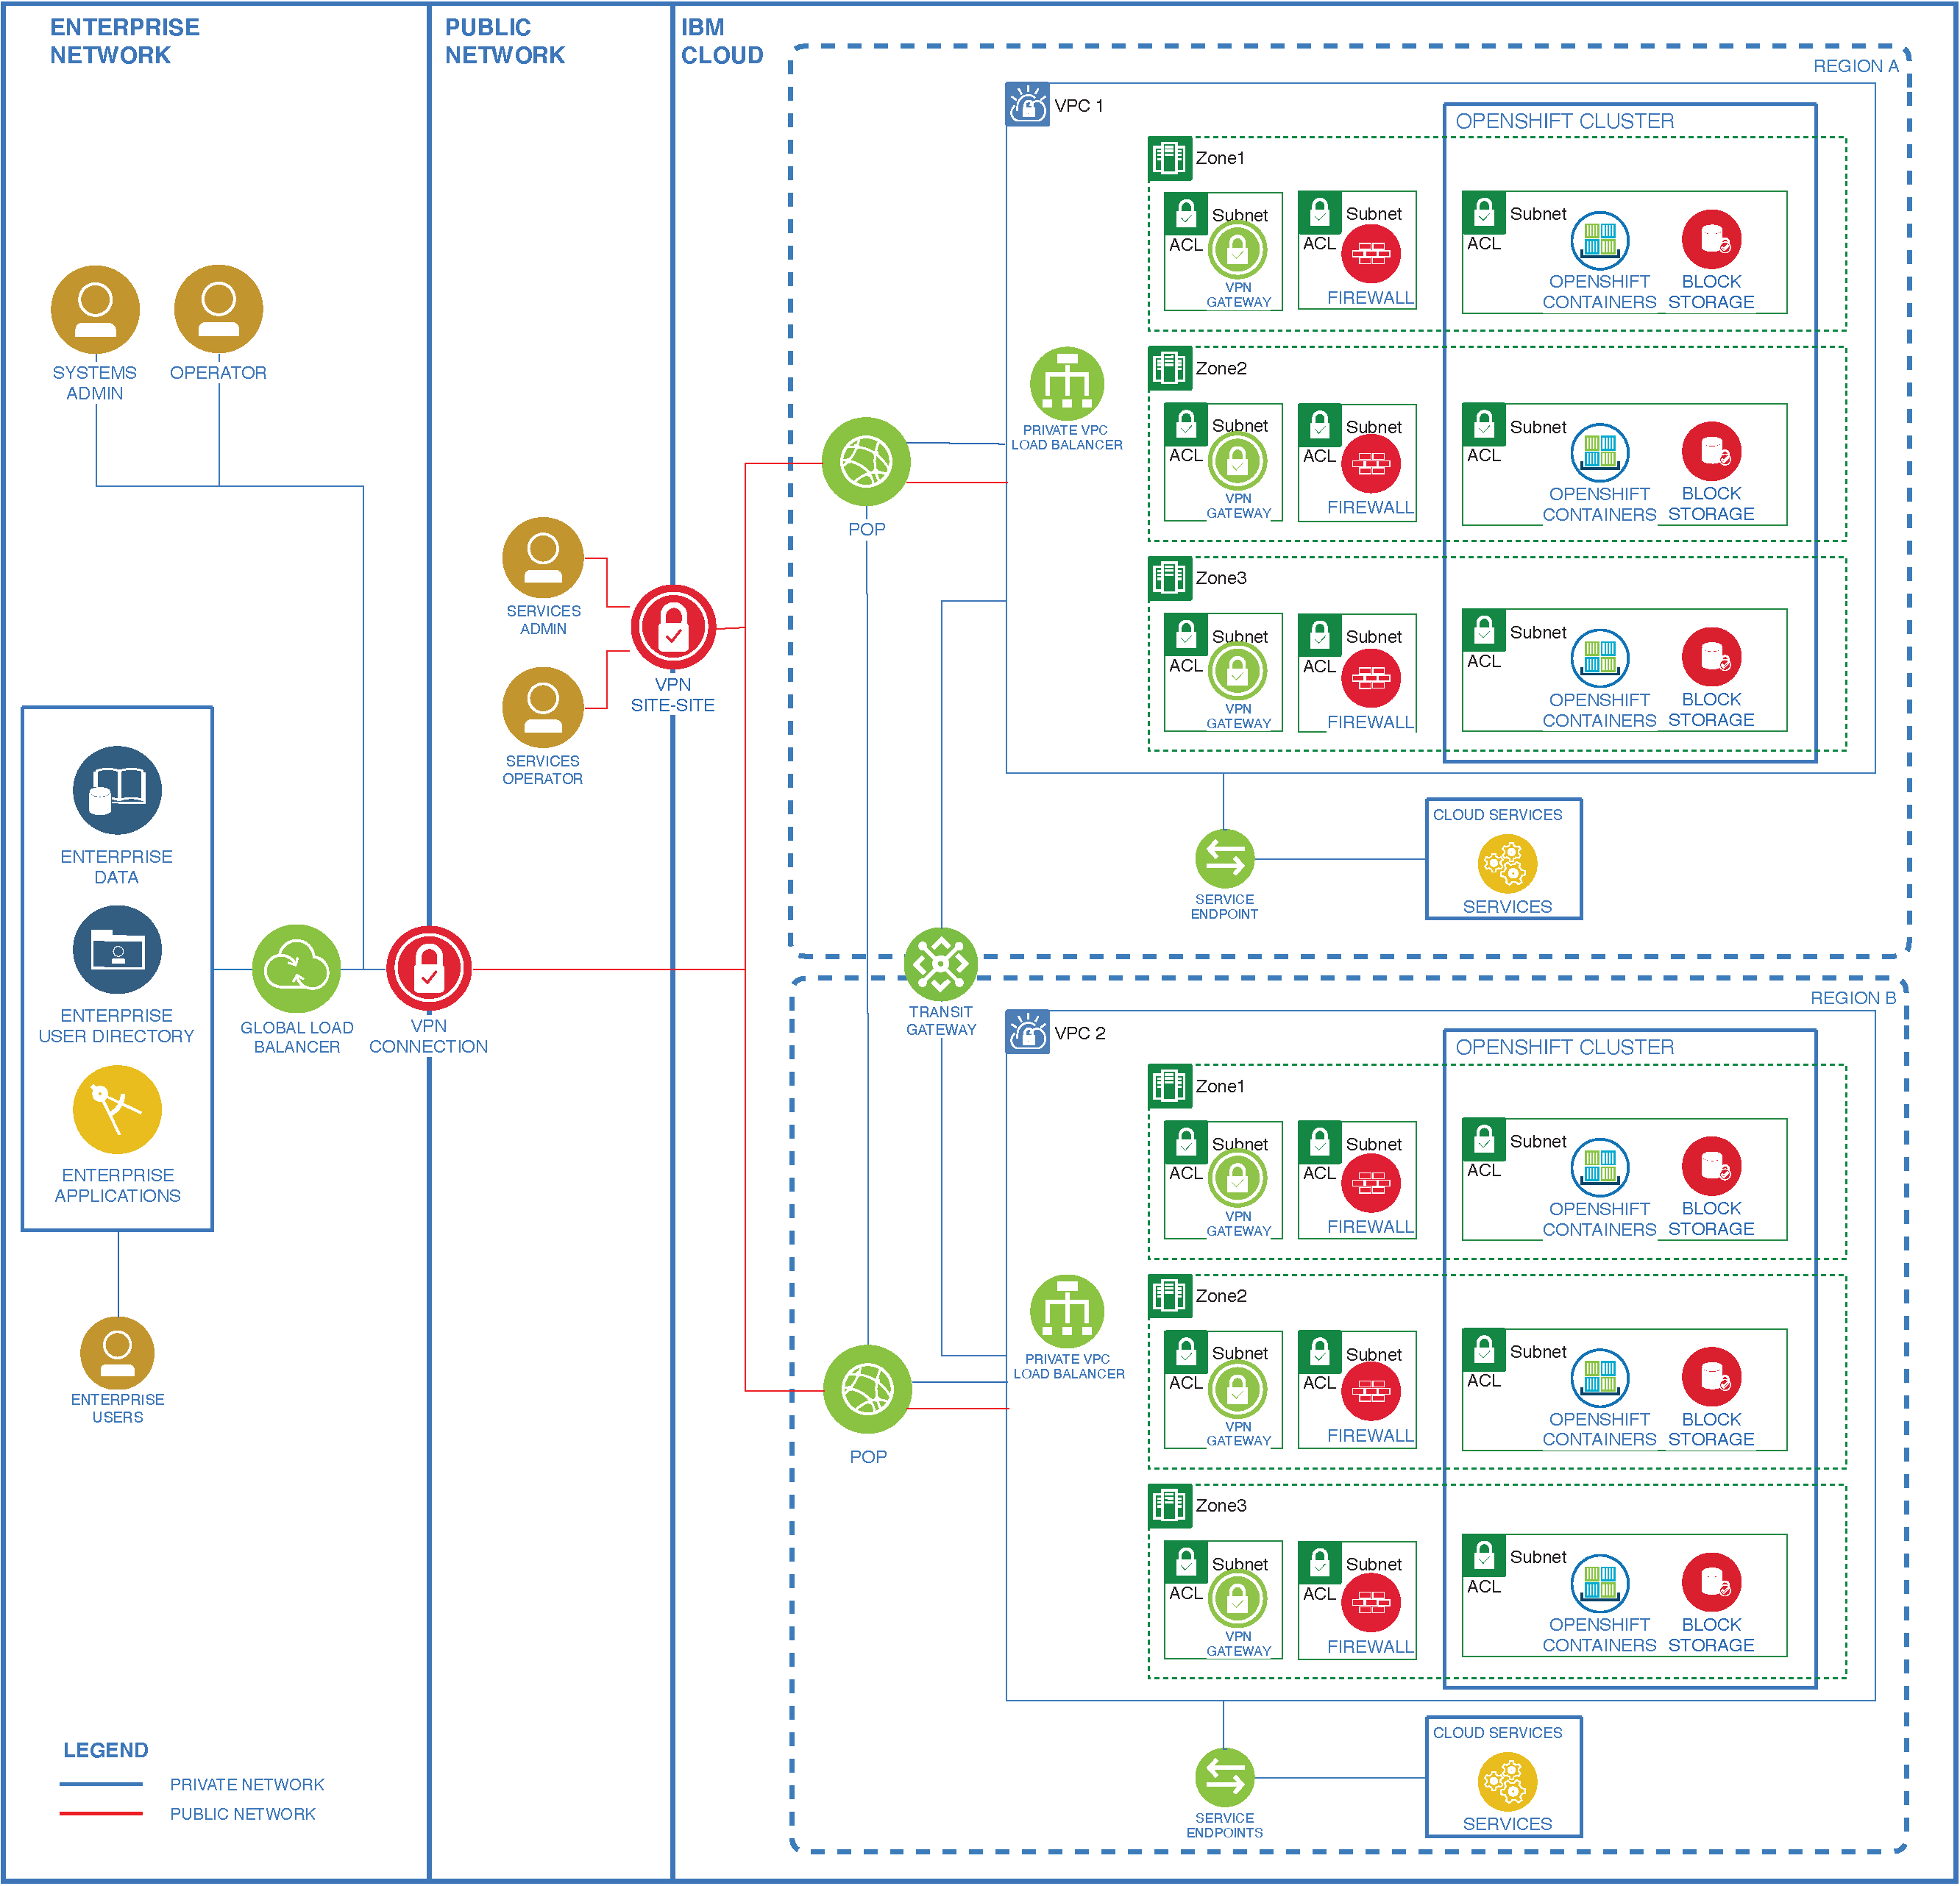 ENTERPRISE
NETWORK
PUBLIC
NETWORK
IBM
CLOUD
SYSTEMS
ADMIN
OPERATOR
SERVICES
ADMIN
SERVICES
OPERATOR
VPN
SITE-SITE
ENTERPRISE
DATA
ENTERPRISE
USER DIRECTORY
ENTERPRISE
APPLICATIONS
ENTERPRISE
USERS
GLOBAL LOAD
BALANCER
VPN
CONNECTION
POP
TRANSIT
GATEWAY
POP
REGION A
VPC 1
OPENSHIFT CLUSTER
PRIVATE VPC
LOAD BALANCER
Zone1
Subnet
ACL
VPN
GATEWAY
Subnet
ACL
FIREWALL
Subnet
ACL
OPENSHIFT
CONTAINERS
BLOCK
STORAGE
Zone2
Subnet
ACL
VPN
GATEWAY
Subnet
ACL
FIREWALL
Subnet
ACL
OPENSHIFT
CONTAINERS
BLOCK
STORAGE
Zone3
Subnet
ACL
VPN
GATEWAY
Subnet
ACL
FIREWALL
Subnet
ACL
OPENSHIFT
CONTAINERS
BLOCK
STORAGE
SERVICE
ENDPOINT
CLOUD SERVICES
SERVICES
REGION B
VPC 2
OPENSHIFT CLUSTER
PRIVATE VPC
LOAD BALANCER
Zone1
Subnet
ACL
VPN
GATEWAY
Subnet
ACL
FIREWALL
Subnet
ACL
OPENSHIFT
CONTAINERS
BLOCK
STORAGE
Zone2
Subnet
ACL
VPN
GATEWAY
Subnet
ACL
FIREWALL
Subnet
ACL
OPENSHIFT
CONTAINERS
BLOCK
STORAGE
Zone3
Subnet
ACL
VPN
GATEWAY
Subnet
ACL
FIREWALL
Subnet
ACL
OPENSHIFT
CONTAINERS
BLOCK
STORAGE
SERVICE
ENDPOINTS
CLOUD SERVICES
SERVICES
LEGEND
PRIVATE NETWORK
PUBLIC NETWORK